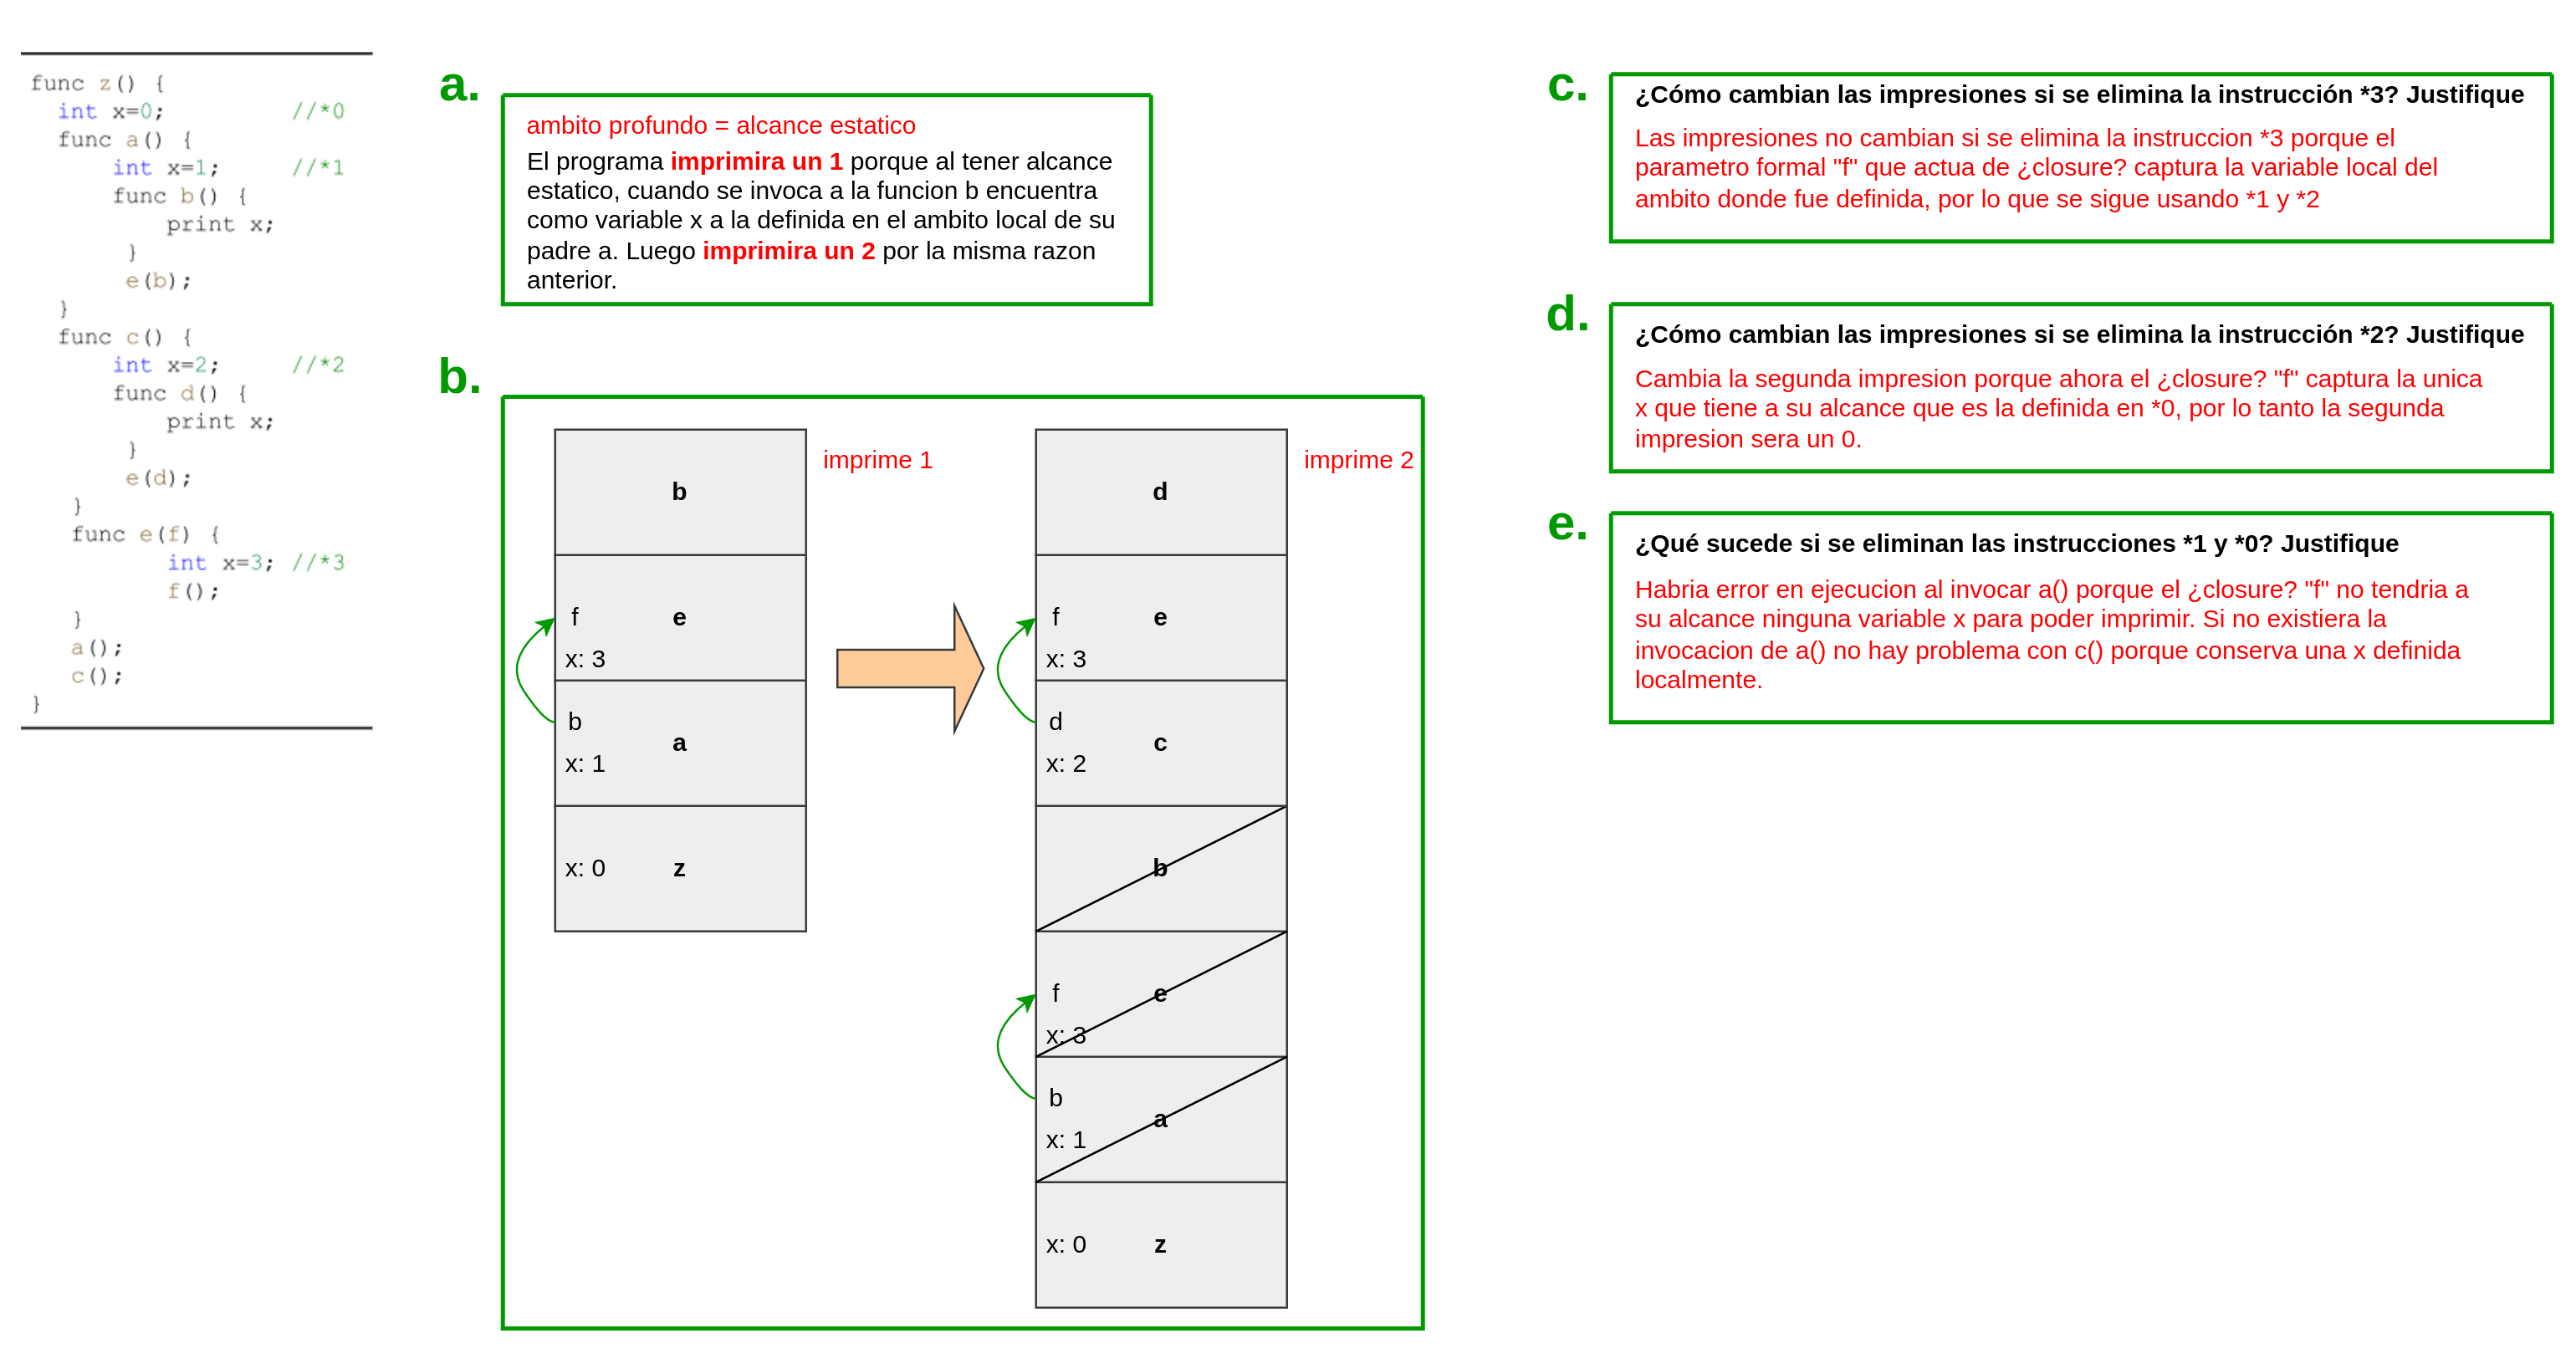 func z() {
int x=0; //*0
func a() {
int x=1; //*1
func b() {
print x;
}
e(b);
}
func c() {
int x=2; //*2
func d() {
print x;
}
e(d);
}
func e(f) {
int x=3; //*3
f();
}
a();
c();
}
a.
ambito profundo = alcance estatico
El programa imprimira un 1 porque al tener alcance
estatico, cuando se invoca a la funcion b encuentra
como variable x a la definida en el ambito local de su
padre a. Luego imprimira un 2 por la misma razon
anterior.
b.
b
imprime 1
f
e
x: 3
b
a
x: 1
x: 0
z
d
imprime 2
f
e
x: 3
d
c
x: 2
b
f
e
x: 3
b
a
x: 1
x: 0
z
c.
¿Cómo cambian las impresiones si se elimina la instrucción *3? Justifique
Las impresiones no cambian si se elimina la instruccion *3 porque el
parametro formal "f" que actua de ¿closure? captura la variable local del
ambito donde fue definida, por lo que se sigue usando *1 y *2
d.
¿Cómo cambian las impresiones si se elimina la instrucción *2? Justifique
Cambia la segunda impresion porque ahora el ¿closure? "f" captura la unica
x que tiene a su alcance que es la definida en *0, por lo tanto la segunda
impresion sera un 0.
e.
¿Qué sucede si se eliminan las instrucciones *1 y *0? Justifique
Habria error en ejecucion al invocar a() porque el ¿closure? "f" no tendria a
su alcance ninguna variable x para poder imprimir. Si no existiera la
invocacion de a() no hay problema con c() porque conserva una x definida
localmente.